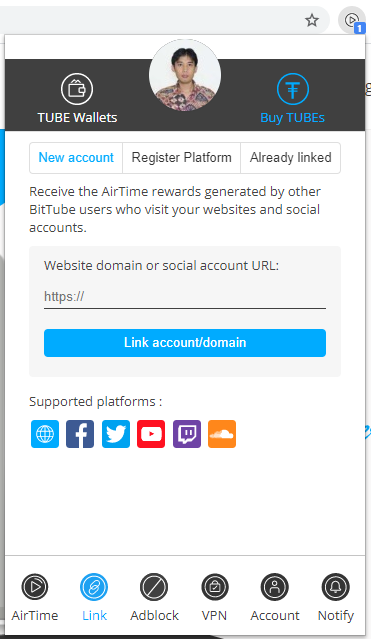 1
TUBE Wallets
Buy TUBEs
New account
Register Platform
Already linked
Receive the AirTime rewards generated by other
BitTube users who visit your websites and social
accounts.
Website domain or social account URL:
https://
Link account/domain
Supported platforms :
AirTime
Link
Adblock
VPN
Account
Notify